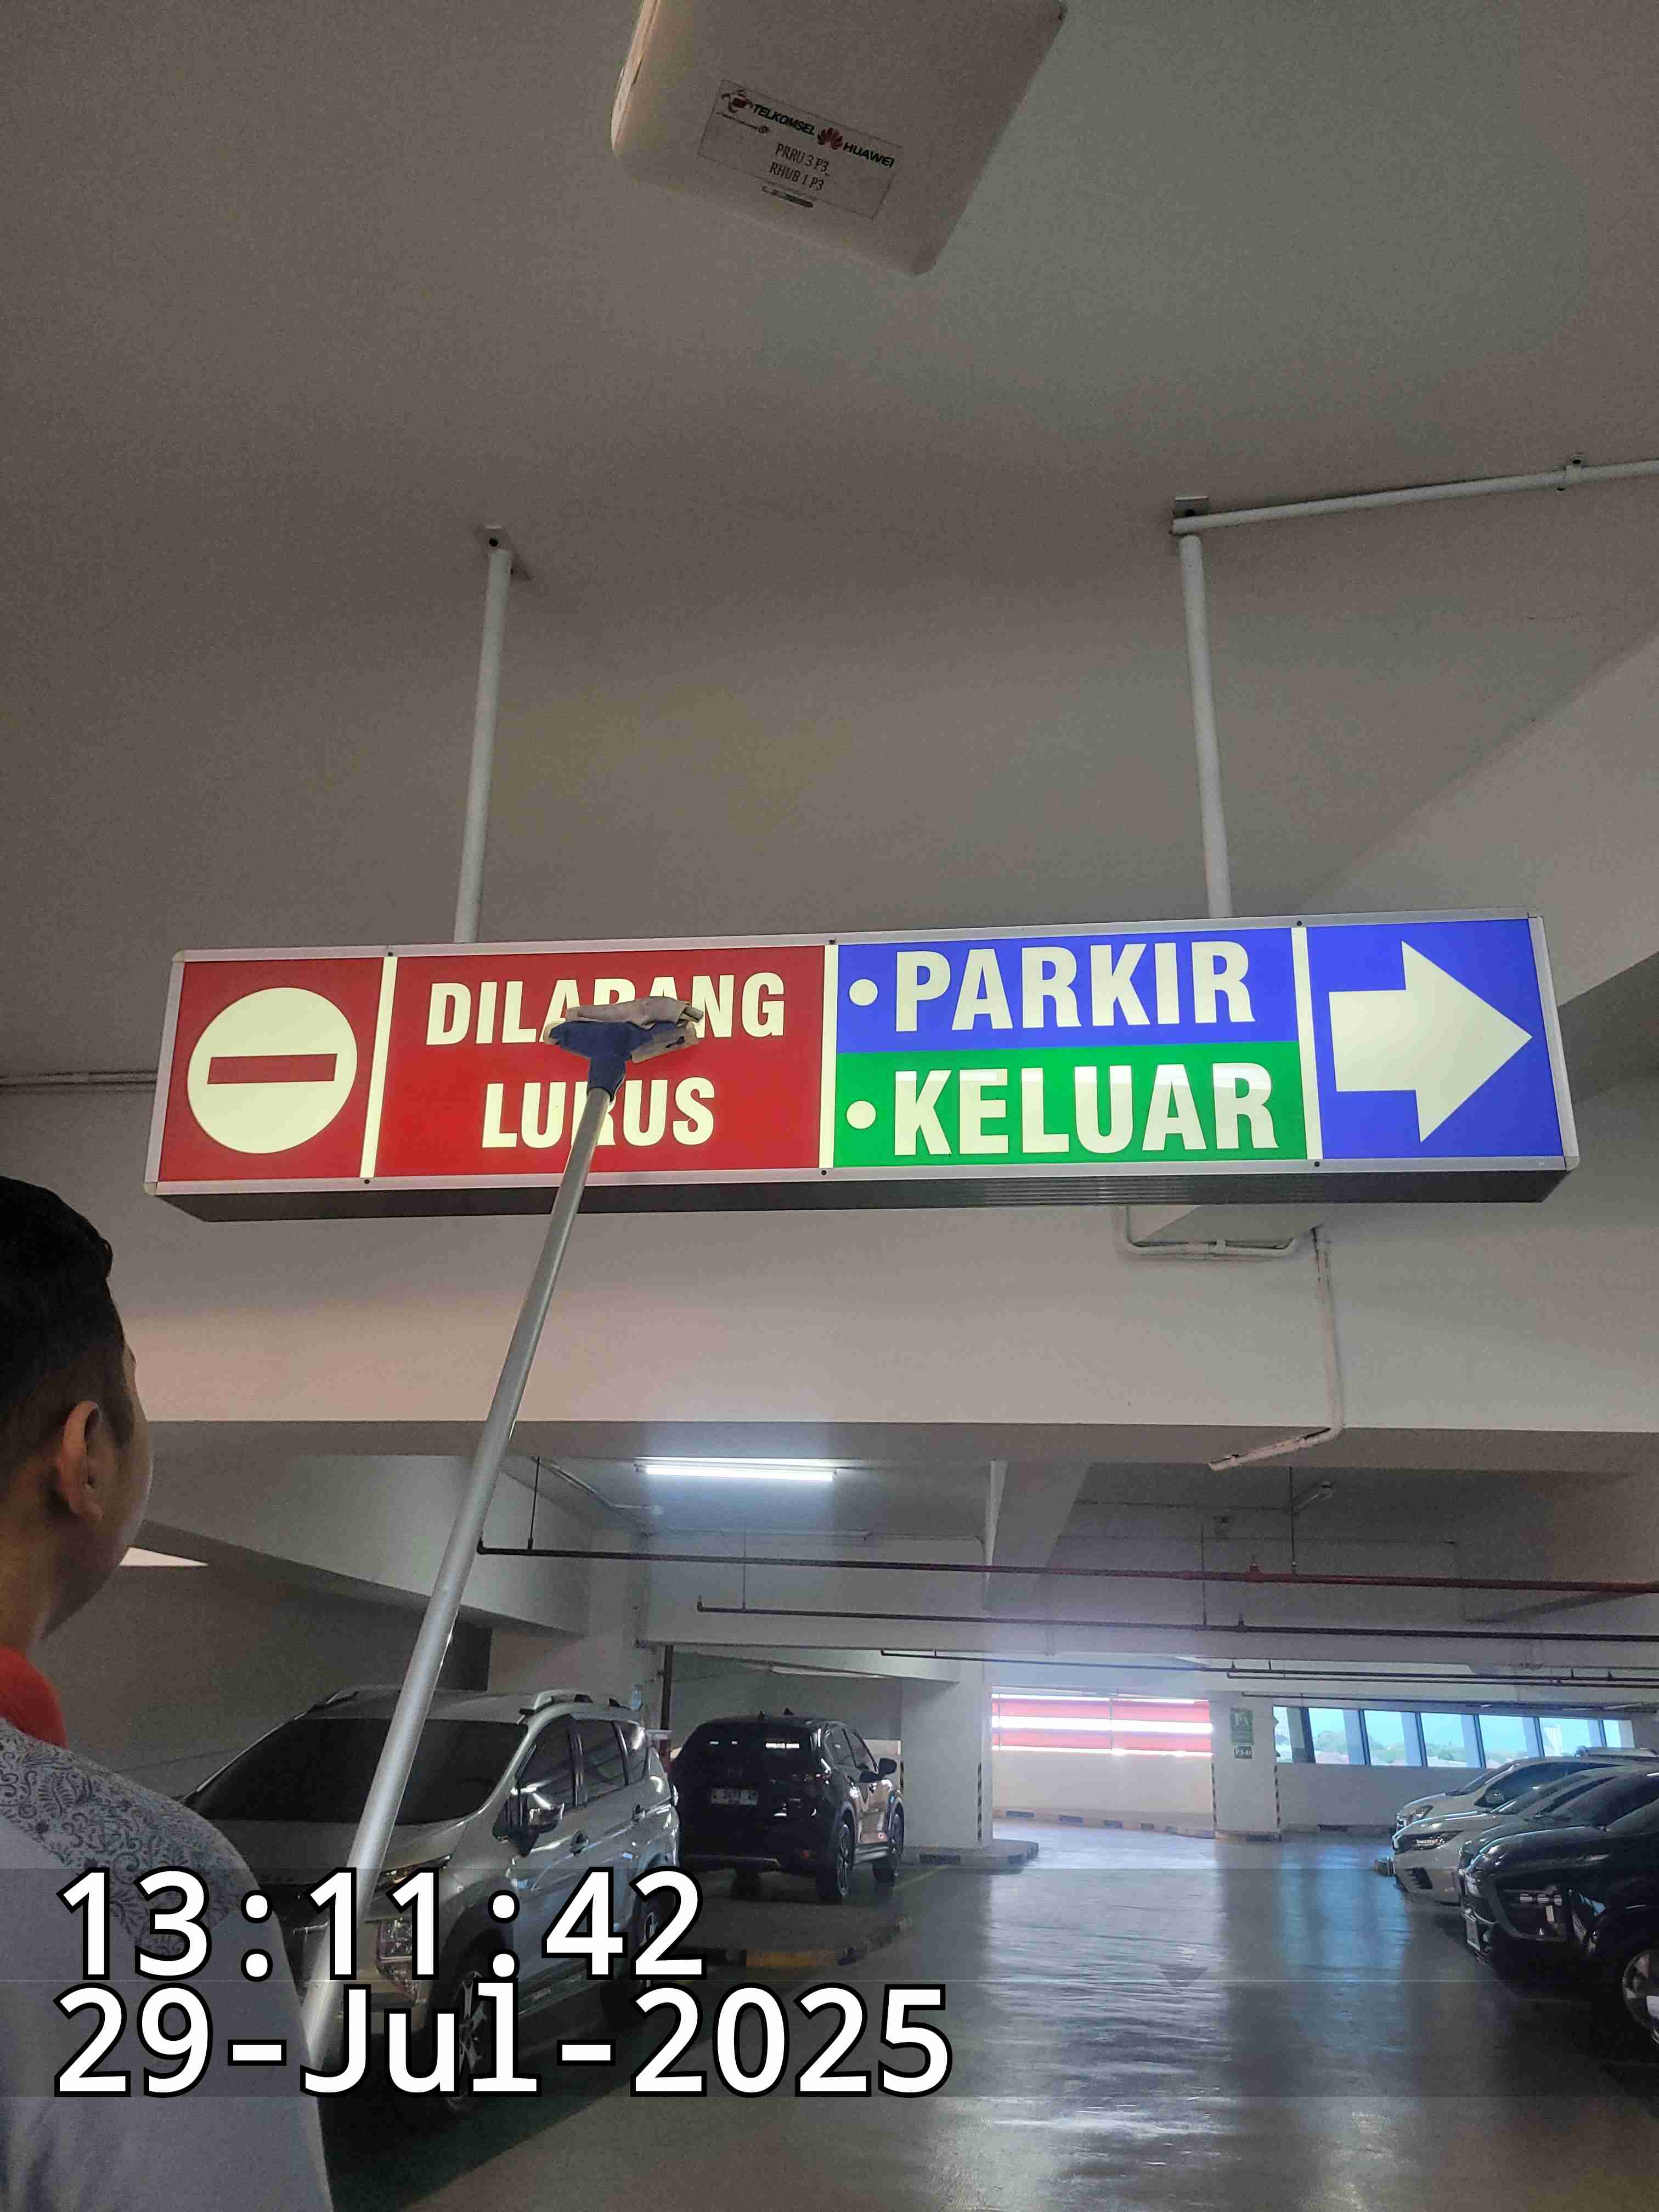 TELKOMSEL HUAWEI
PRRU 3 P3
RHUB 1 P3
DILARANG
LURUS
• PARKIR
• KELUAR
13:11:42
29-Jul-2025